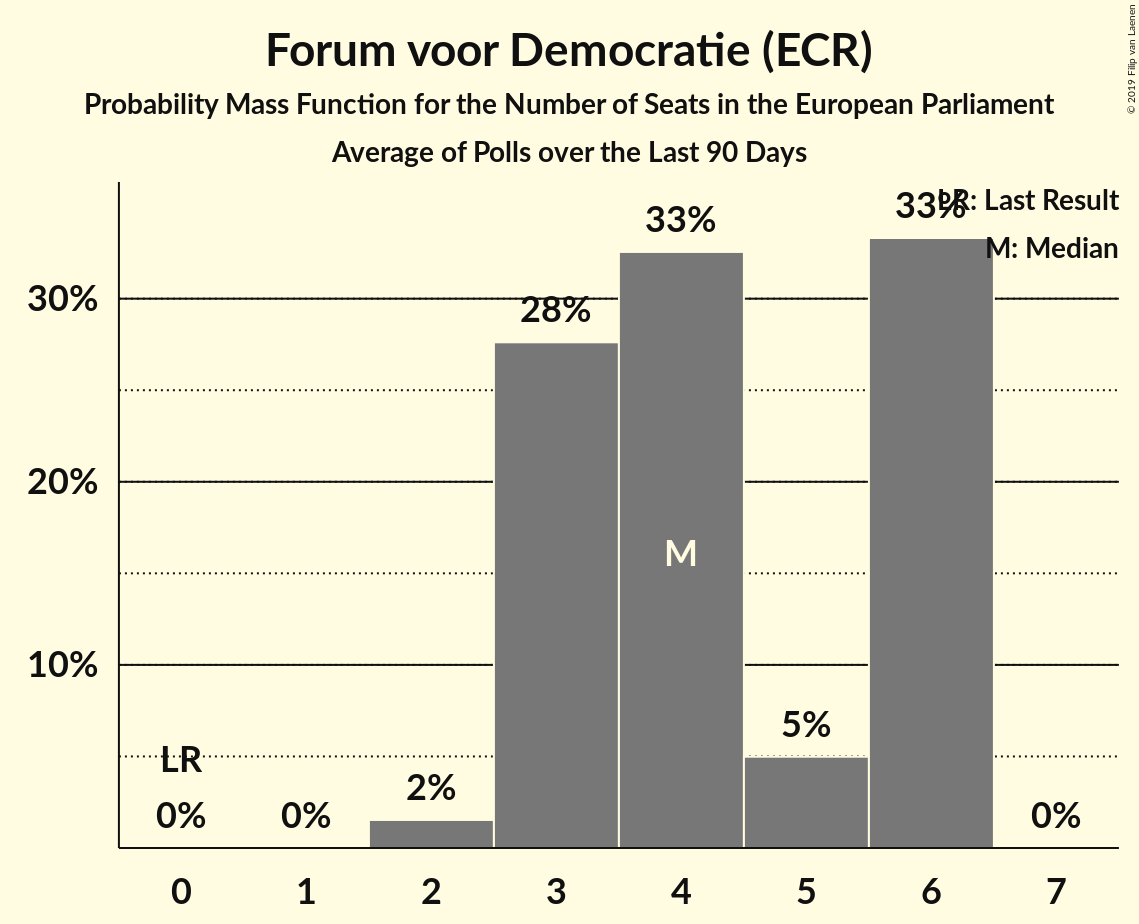 Forum voor Democratie (ECR)
Probability Mass Function for the Number of Seats in the European Parliament
Average of Polls over the Last 90 Days
© 2019 Filip van Laenen
LR: Last Result
M: Median
33%
33%
28%
30%
20%
10%
M
5%
LR
2%
0%
0%
0%
0 1 2 3 4 5 6 7